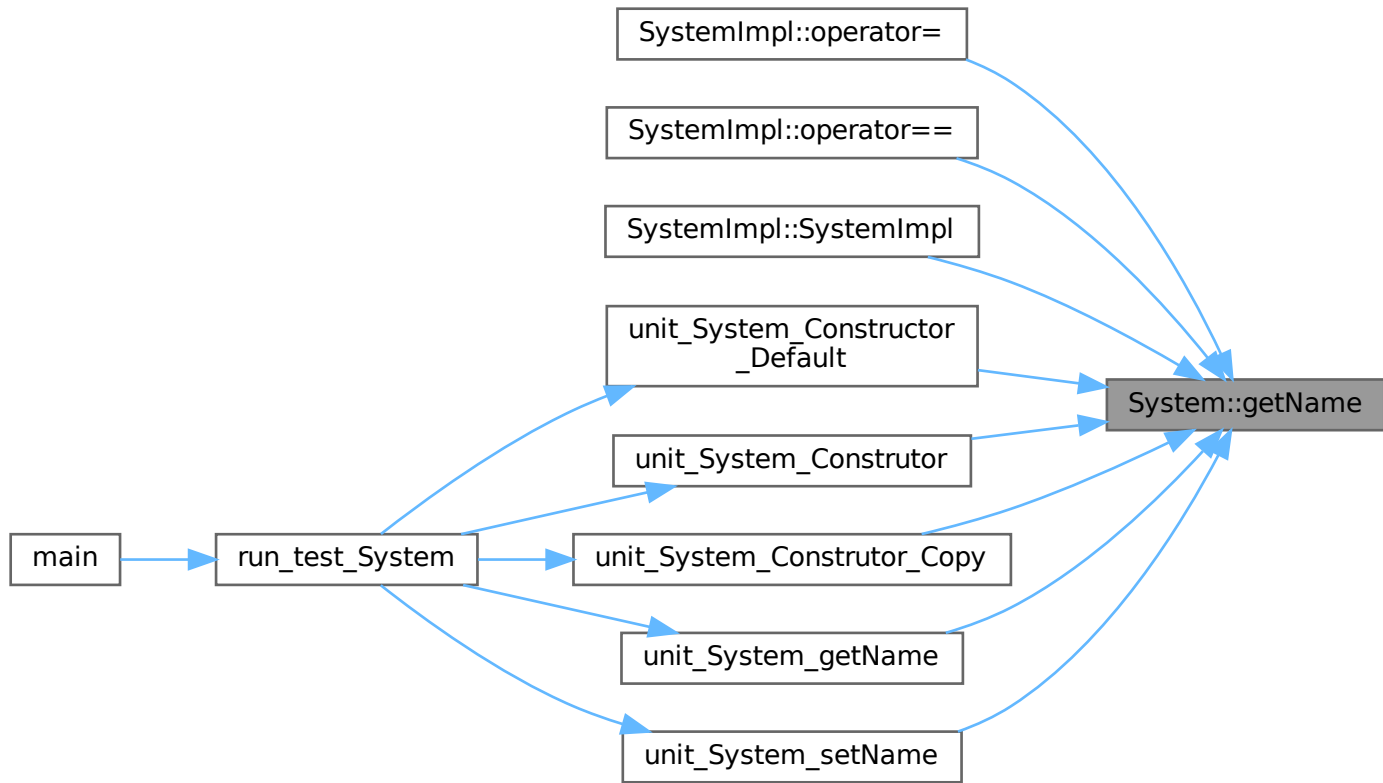 SystemImpl::operator=
SystemImpl::operator==
SystemImpl::SystemImpl
unit_System_Constructor
_Default
System::getName
unit_System_Construtor
main
run_test_System
unit_System_Construtor_Copy
unit_System_getName
unit_System_setName